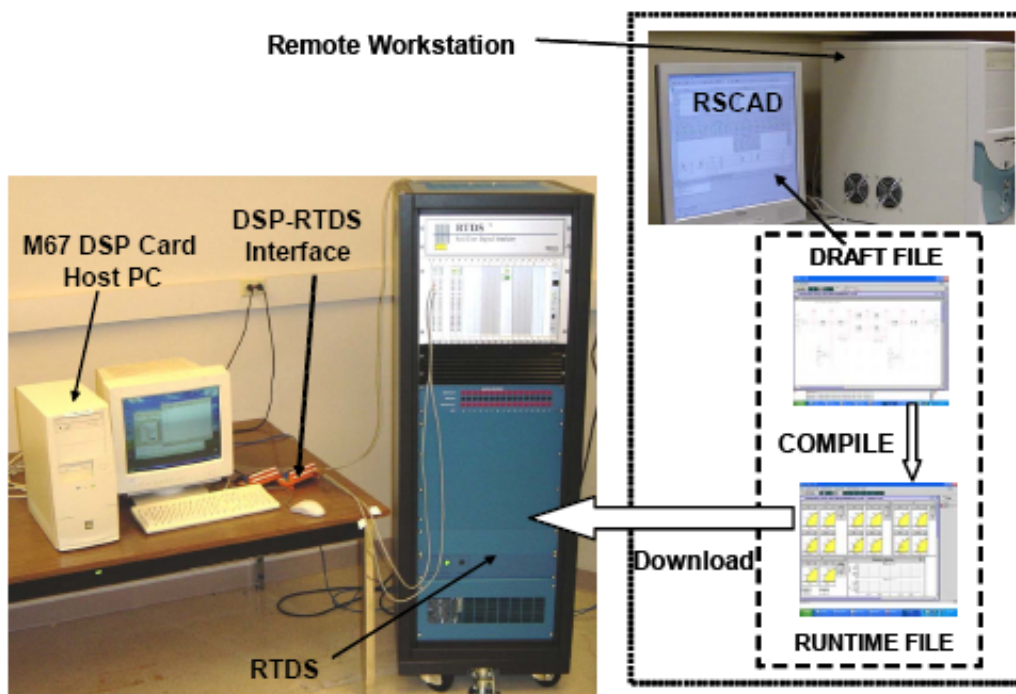 Remote Workstation
RSCAD
DSP-RTDS
Interface
M67 DSP Card
Host PC
RTDS
DRAFT FILE
COMPILE
Download
RUNTIME FILE
RTDS